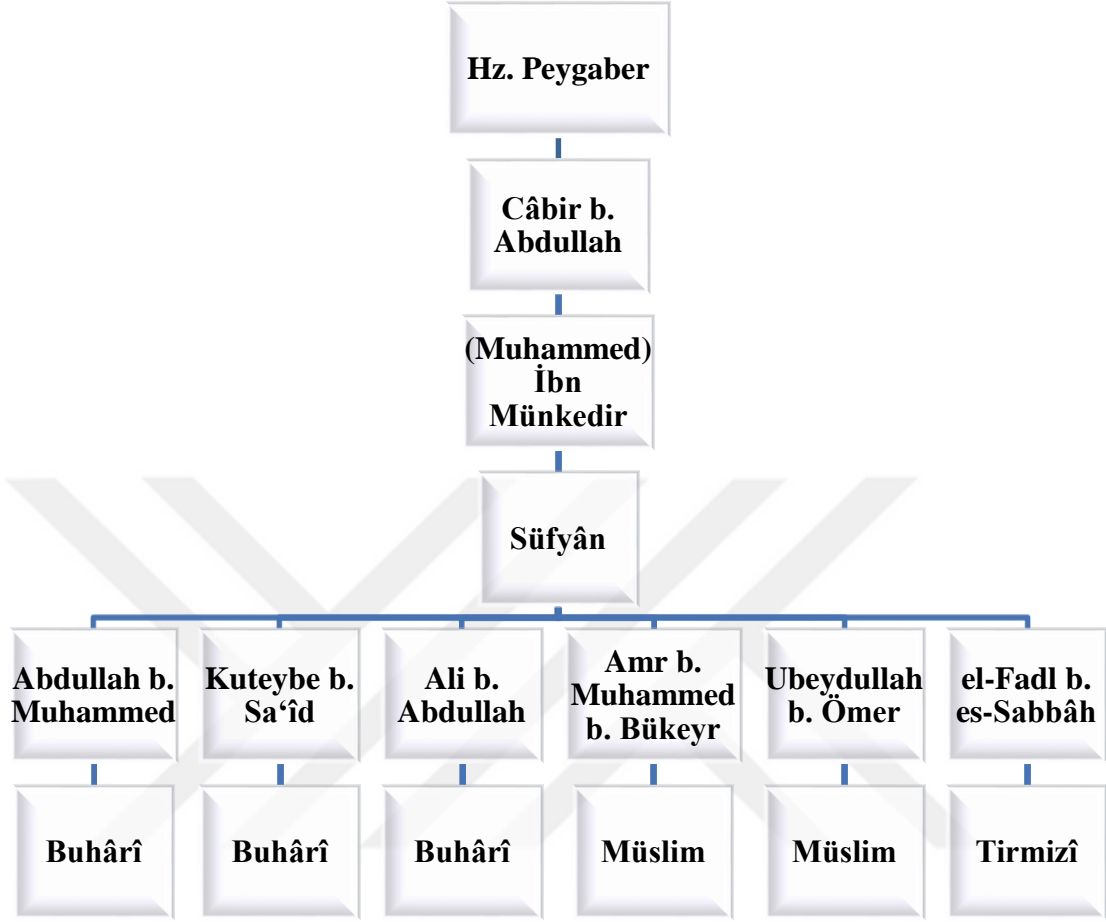 Hz. Peygaber
Câbir b.
Abdullah
(Muhammed)
İbn
Münkedir
Süfyân
Abdullah b.
Muhammed
Kuteybe b.
Sa‘îd
Ali b.
Abdullah
Amr b.
Muhammed
b. Bükeyr
Ubeydullah
b. Ömer
el-Fadl b.
es-Sabbâh
Buhârî
Buhârî
Buhârî
Müslim
Müslim
Tirmizî